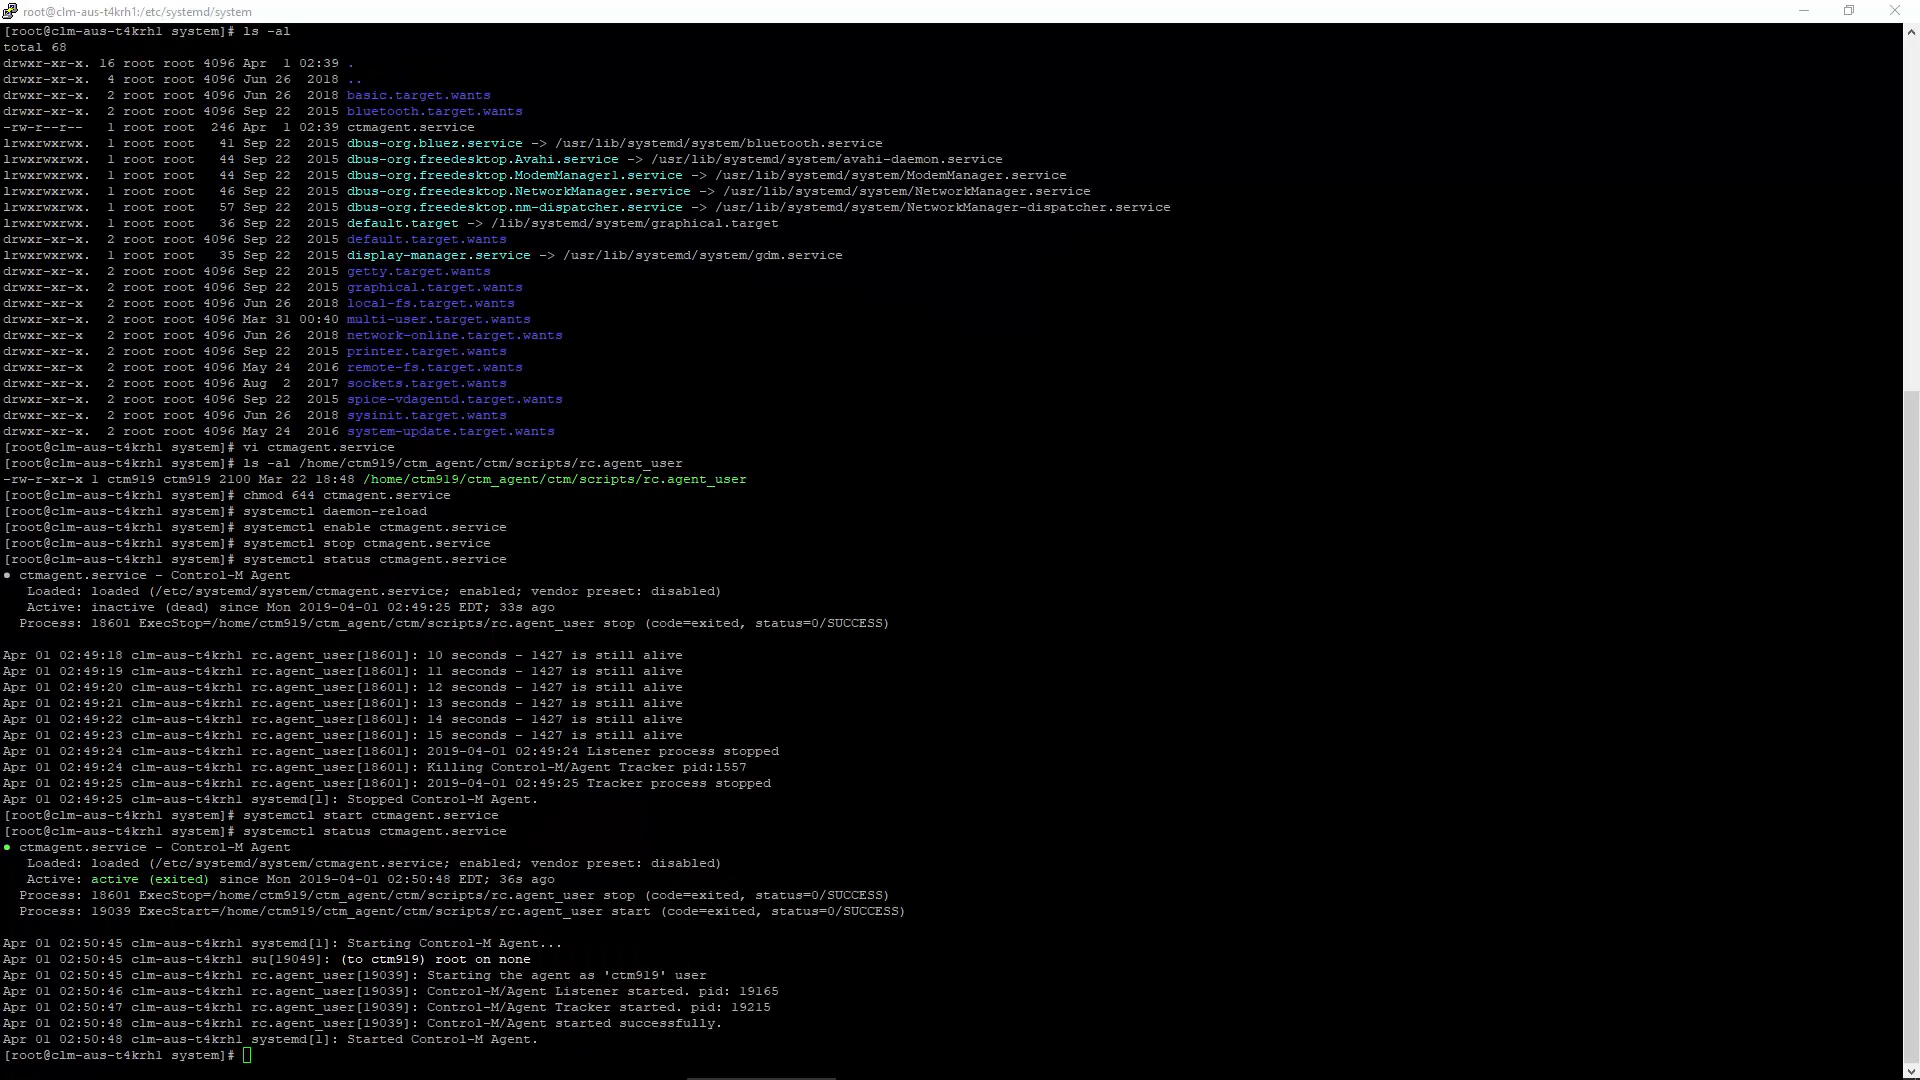 root@clm-aus-t4krh1:/etc/systemd/system
[root@clm-aus-t4krh1 system]# ls -al
total 68
drwxr-xr-x. 16 root root 4096 Apr  1 02:39 .
drwxr-xr-x.  4 root root 4096 Jun 26  2018 ..
drwxr-xr-x.  2 root root 4096 Jun 26  2018 basic.target.wants
drwxr-xr-x.  2 root root 4096 Sep 22  2015 bluetooth.target.wants
-rw-r--r--   1 root root  246 Apr  1 02:39 ctmagent.service
lrwxrwxrwx.  1 root root   41 Sep 22  2015 dbus-org.bluez.service -> /usr/lib/systemd/system/bluetooth.service
lrwxrwxrwx.  1 root root   44 Sep 22  2015 dbus-org.freedesktop.Avahi.service -> /usr/lib/systemd/system/avahi-daemon.service
lrwxrwxrwx.  1 root root   44 Sep 22  2015 dbus-org.freedesktop.ModemManager1.service -> /usr/lib/systemd/system/ModemManager.service
lrwxrwxrwx.  1 root root   46 Sep 22  2015 dbus-org.freedesktop.NetworkManager.service -> /usr/lib/systemd/system/NetworkManager.service
lrwxrwxrwx.  1 root root   57 Sep 22  2015 dbus-org.freedesktop.nm-dispatcher.service -> /usr/lib/systemd/system/NetworkManager-dispatcher.service
lrwxrwxrwx.  1 root root   36 Sep 22  2015 default.target -> /lib/systemd/system/graphical.target
drwxr-xr-x.  2 root root 4096 Sep 22  2015 default.target.wants
lrwxrwxrwx.  1 root root   35 Sep 22  2015 display-manager.service -> /usr/lib/systemd/system/gdm.service
drwxr-xr-x.  2 root root 4096 Sep 22  2015 getty.target.wants
drwxr-xr-x.  2 root root 4096 Sep 22  2015 graphical.target.wants
drwxr-xr-x   2 root root 4096 Jun 26  2018 local-fs.target.wants
drwxr-xr-x.  2 root root 4096 Mar 31 00:40 multi-user.target.wants
drwxr-xr-x   2 root root 4096 Jun 26  2018 network-online.target.wants
drwxr-xr-x.  2 root root 4096 Sep 22  2015 printer.target.wants
drwxr-xr-x   2 root root 4096 May 24  2016 remote-fs.target.wants
drwxr-xr-x.  2 root root 4096 Aug  2  2017 sockets.target.wants
drwxr-xr-x.  2 root root 4096 Sep 22  2015 spice-vdagentd.target.wants
drwxr-xr-x.  2 root root 4096 Jun 26  2018 sysinit.target.wants
drwxr-xr-x.  2 root root 4096 May 24  2016 system-update.target.wants
[root@clm-aus-t4krh1 system]# vi ctmagent.service
[root@clm-aus-t4krh1 system]# ls -al /home/ctm919/ctm_agent/ctm/scripts/rc.agent_user
-rw-r-xr-x 1 ctm919 ctm919 2100 Mar 22 18:48 /home/ctm919/ctm_agent/ctm/scripts/rc.agent_user
[root@clm-aus-t4krh1 system]# chmod 644 ctmagent.service
[root@clm-aus-t4krh1 system]# systemctl daemon-reload
[root@clm-aus-t4krh1 system]# systemctl enable ctmagent.service
[root@clm-aus-t4krh1 system]# systemctl stop ctmagent.service
[root@clm-aus-t4krh1 system]# systemctl status ctmagent.service
● ctmagent.service - Control-M Agent
   Loaded: loaded (/etc/systemd/system/ctmagent.service; enabled; vendor preset: disabled)
   Active: inactive (dead) since Mon 2019-04-01 02:49:25 EDT; 33s ago
  Process: 18601 ExecStop=/home/ctm919/ctm_agent/ctm/scripts/rc.agent_user stop (code=exited, status=0/SUCCESS)
Apr 01 02:49:18 clm-aus-t4krh1 rc.agent_user[18601]: 10 seconds - 1427 is still alive
Apr 01 02:49:19 clm-aus-t4krh1 rc.agent_user[18601]: 11 seconds - 1427 is still alive
Apr 01 02:49:20 clm-aus-t4krh1 rc.agent_user[18601]: 12 seconds - 1427 is still alive
Apr 01 02:49:21 clm-aus-t4krh1 rc.agent_user[18601]: 13 seconds - 1427 is still alive
Apr 01 02:49:22 clm-aus-t4krh1 rc.agent_user[18601]: 14 seconds - 1427 is still alive
Apr 01 02:49:23 clm-aus-t4krh1 rc.agent_user[18601]: 15 seconds - 1427 is still alive
Apr 01 02:49:24 clm-aus-t4krh1 rc.agent_user[18601]: 2019-04-01 02:49:24 Listener process stopped
Apr 01 02:49:24 clm-aus-t4krh1 rc.agent_user[18601]: Killing Control-M/Agent Tracker pid:1557
Apr 01 02:49:25 clm-aus-t4krh1 rc.agent_user[18601]: 2019-04-01 02:49:25 Tracker process stopped
Apr 01 02:49:25 clm-aus-t4krh1 systemd[1]: Stopped Control-M Agent.
[root@clm-aus-t4krh1 system]# systemctl start ctmagent.service
[root@clm-aus-t4krh1 system]# systemctl status ctmagent.service
● ctmagent.service - Control-M Agent
   Loaded: loaded (/etc/systemd/system/ctmagent.service; enabled; vendor preset: disabled)
   Active: active (exited) since Mon 2019-04-01 02:50:48 EDT; 36s ago
  Process: 18601 ExecStop=/home/ctm919/ctm_agent/ctm/scripts/rc.agent_user stop (code=exited, status=0/SUCCESS)
  Process: 19039 ExecStart=/home/ctm919/ctm_agent/ctm/scripts/rc.agent_user start (code=exited, status=0/SUCCESS)
Apr 01 02:50:45 clm-aus-t4krh1 systemd[1]: Starting Control-M Agent...
Apr 01 02:50:45 clm-aus-t4krh1 su[19049]: (to ctm919) root on none
Apr 01 02:50:45 clm-aus-t4krh1 rc.agent_user[19039]: Starting the agent as 'ctm919' user
Apr 01 02:50:46 clm-aus-t4krh1 rc.agent_user[19039]: Control-M/Agent Listener started. pid: 19165
Apr 01 02:50:47 clm-aus-t4krh1 rc.agent_user[19039]: Control-M/Agent Tracker started. pid: 19215
Apr 01 02:50:48 clm-aus-t4krh1 rc.agent_user[19039]: Control-M/Agent started successfully.
Apr 01 02:50:48 clm-aus-t4krh1 systemd[1]: Started Control-M Agent.
[root@clm-aus-t4krh1 system]#